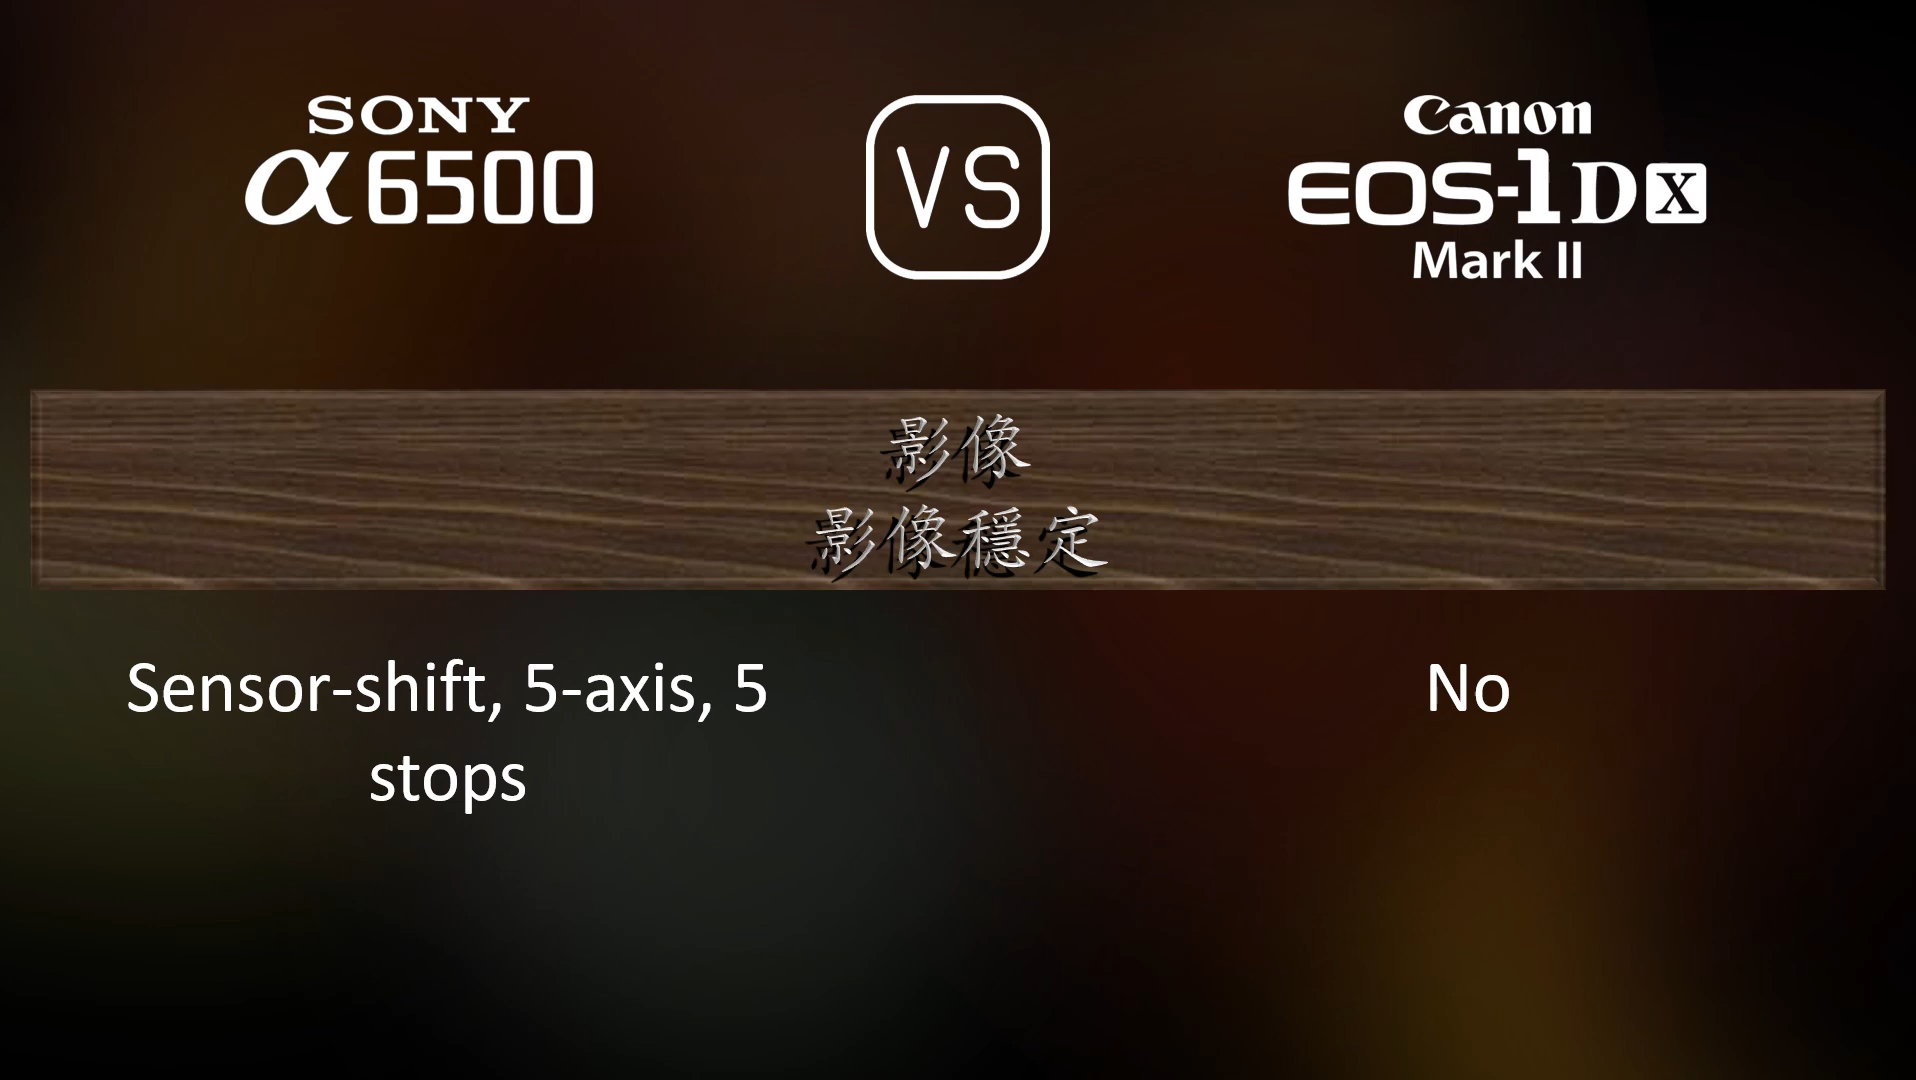 SONY
α6500
VS
Canon
EOS-1 D X
Mark II
影像
影像穩定
Sensor-shift, 5-axis, 5
stops
No